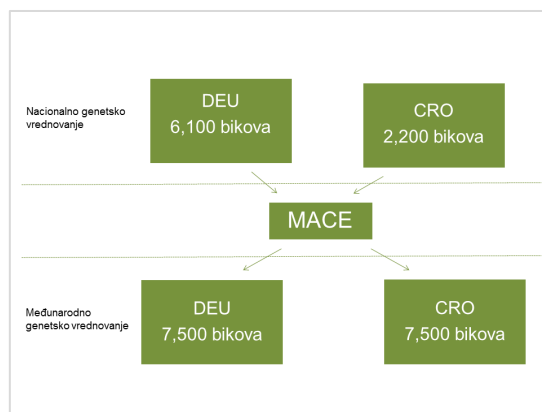 Nacionalno genetsko
vrednovanje
DEU
6,100 bikova
CRO
2,200 bikova
MACE
Međunarodno
genetsko vrednovanje
DEU
7,500 bikova
CRO
7,500 bikova